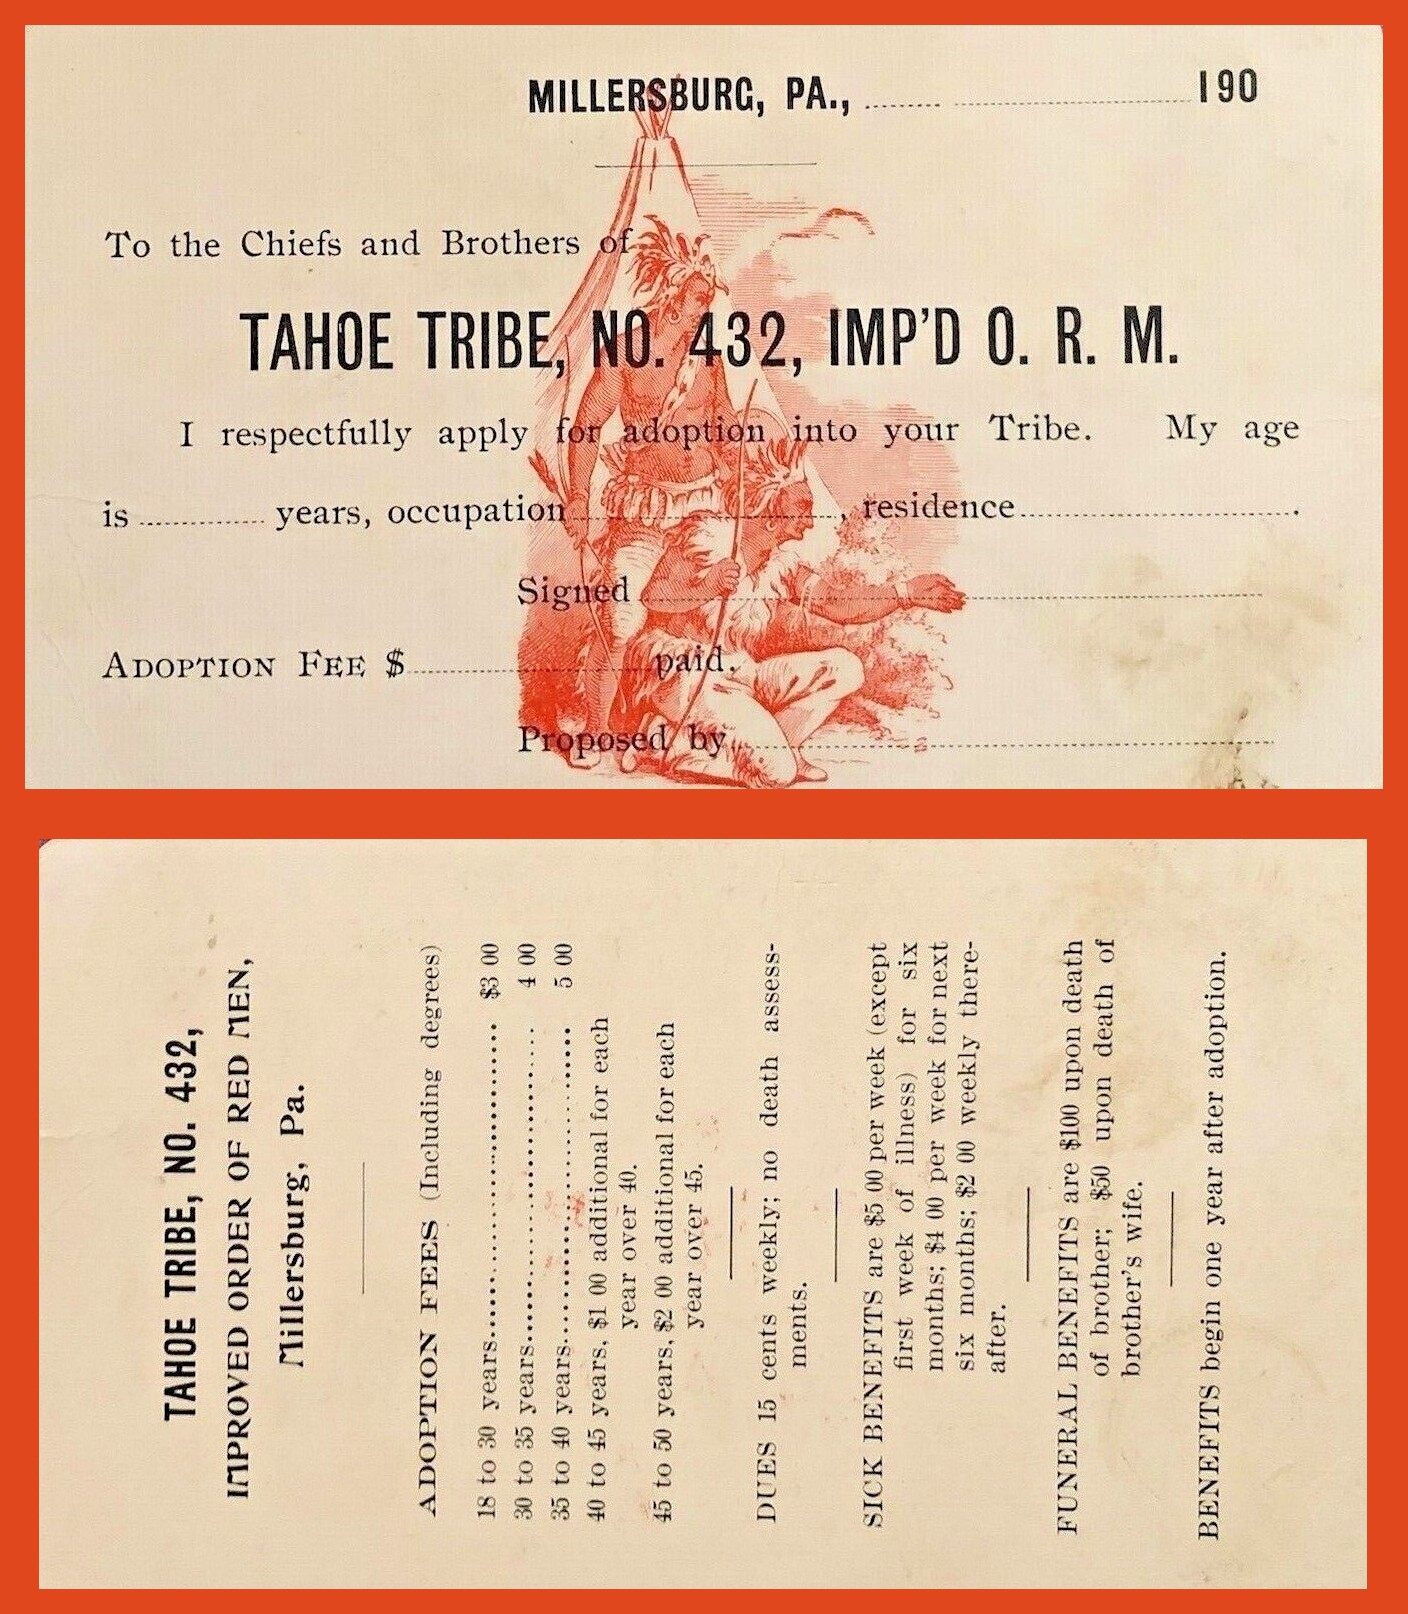 MILLERSBURG, PA., ........ ........................ 190
To the Chiefs and Brothers of
TAHOE TRIBE, NO. 432, IMP'D O. R. M.
I respectfully apply for adoption into your Tribe. My age
is ............ years, occupation ........................, residence ............................
Signed ........................................
ADOPTION FEE $........................ paid.
Proposed by ........................................
TAHOE TRIBE, NO. 432,
IMPROVED ORDER OF RED MEN,
Millersburg, Pa.
ADOPTION FEES (Including degrees)
18 to 30 years............................ $3 00
30 to 35 years............................ 4 00
35 to 40 years............................ 5 00
40 to 45 years, $1 00 additional for each
year over 40.
45 to 50 years, $2 00 additional for each
year over 45.
DUES 15 cents weekly; no death assess-
ments.
SICK BENEFITS are $5 00 per week (except
first week of illness) for six
months; $4 00 per week for next
six months; $2 00 weekly there-
after.
FUNERAL BENEFITS are $100 upon death
of brother; $50 upon death of
brother's wife.
BENEFITS begin one year after adoption.